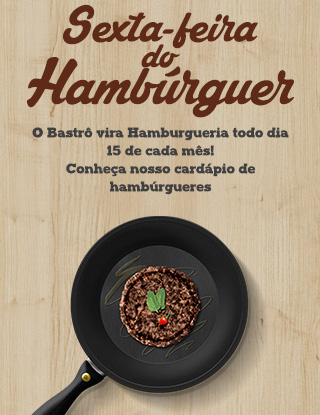 Sexta-feira
do
Hambúrguer
O Bastrô vira Hamburgueria todo dia
15 de cada mês!
Conheça nosso cardápio de
hambúrgueres